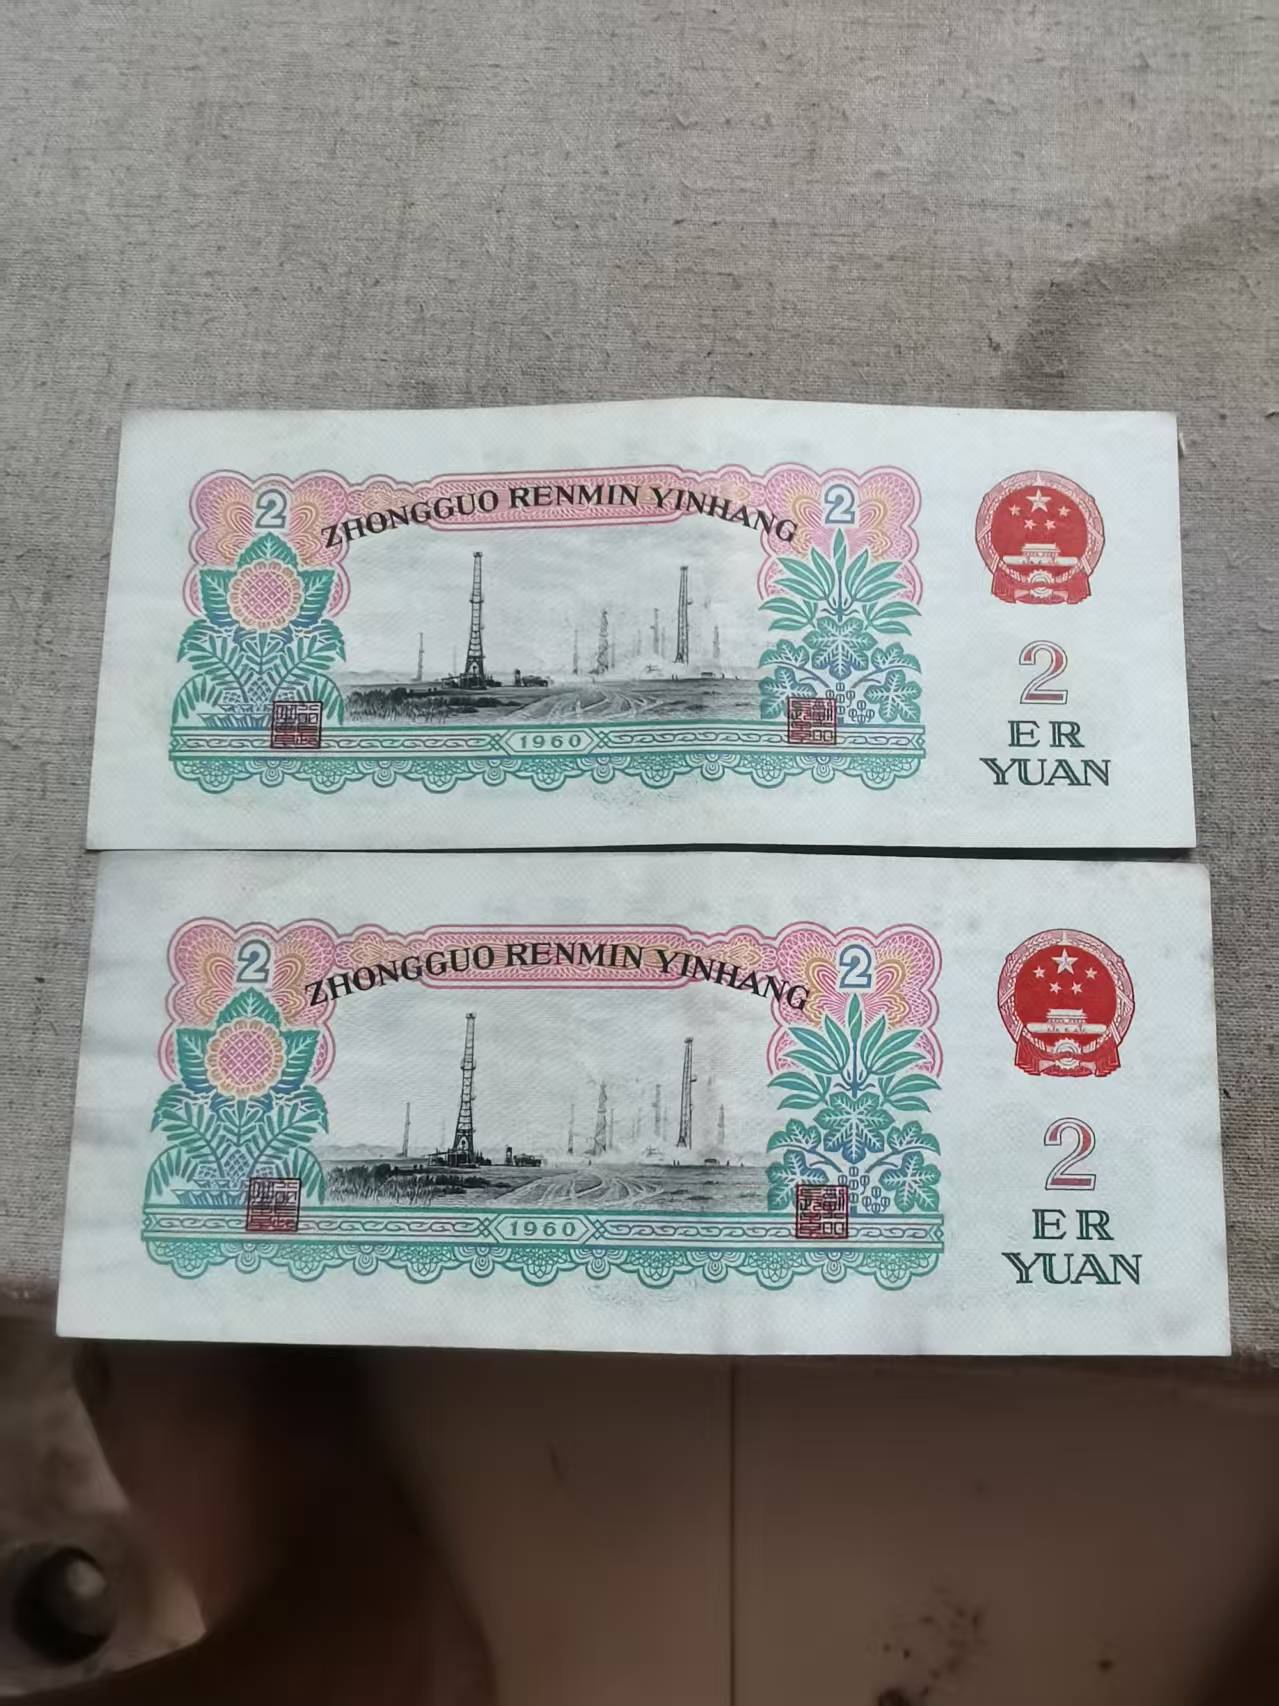 2 2
ZHONGGUO RENMIN YINHANG
1960
2
ER
YUAN
2 2
ZHONGGUO RENMIN YINHANG
1960
2
ER
YUAN